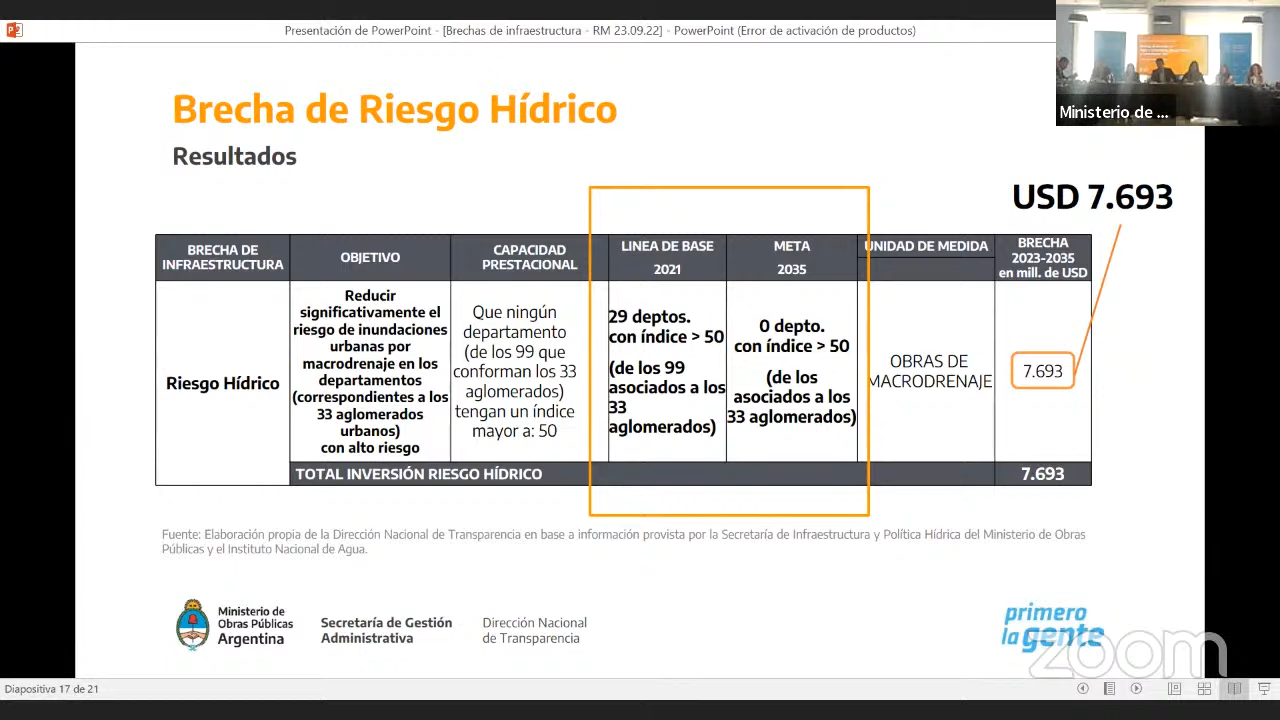 Presentación de PowerPoint - [Brechas de infraestructura - RM 23.09.22] - PowerPoint (Error de activación de productos)
Ministerio de ...
Brecha de Riesgo Hídrico
Resultados
USD 7.693
BRECHA DE
INFRAESTRUCTURA
OBJETIVO
CAPACIDAD
PRESTACIONAL
LINEA DE BASE
2021
META
2035
UNIDAD DE MEDIDA
BRECHA
2023-2035
en mill. de USD
Riesgo Hídrico
Reducir
significativamente el
riesgo de inundaciones
urbanas por
macrodrenaje en los
departamentos
(correspondientes a los
33 aglomerados
urbanos)
con alto riesgo
Que ningún
departamento
(de los 99 que
conforman los 33
aglomerados)
tengan un índice
mayor a: 50
29 deptos.
con índice > 50
(de los 99
asociados a los
33
aglomerados)
0 depto.
con índice > 50
(de los
asociados a los
33 aglomerados)
OBRAS DE
MACRODRENAJE
7.693
TOTAL INVERSIÓN RIESGO HÍDRICO
7.693
Fuente: Elaboración propia de la Dirección Nacional de Transparencia en base a información provista por la Secretaría de Infraestructura y Política Hídrica del Ministerio de Obras
Públicas y el Instituto Nacional de Agua.
Ministerio de
Obras Públicas
Argentina
Secretaría de Gestión
Administrativa
Dirección Nacional
de Transparencia
primero
la gente
zoom
Diapositiva 17 de 21